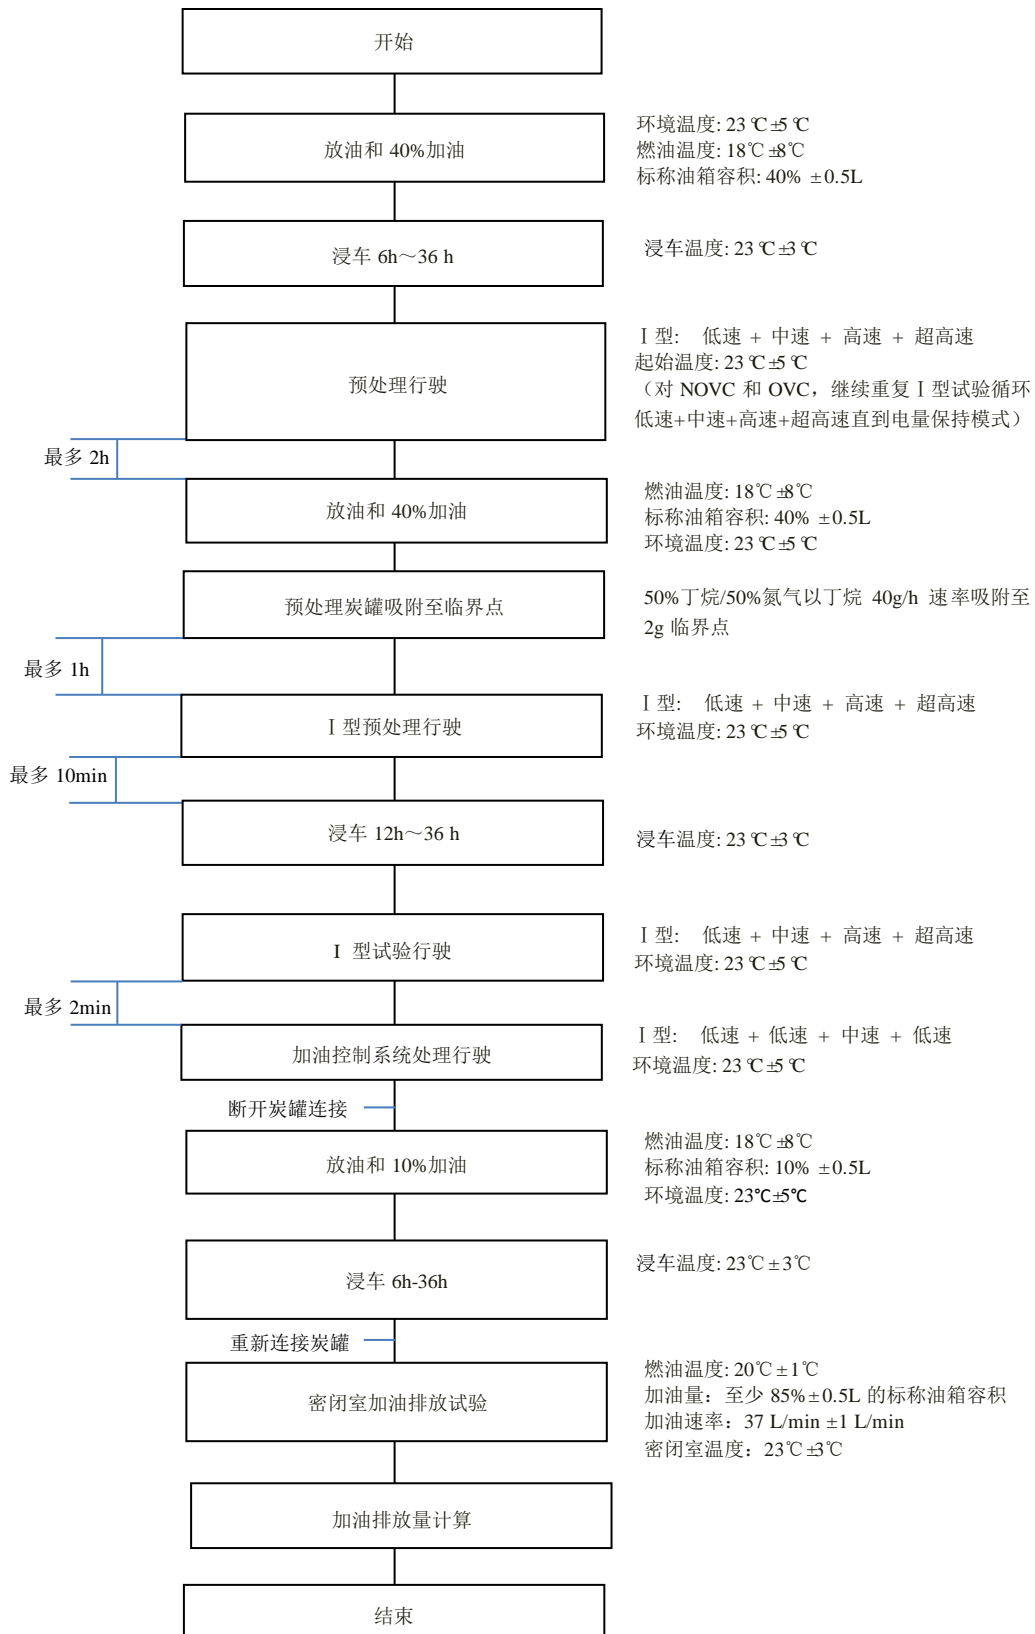 开始
放油和 40%加油
环境温度: 23 ℃±5 ℃
燃油温度: 18℃±8℃
标称油箱容积: 40% ±0.5L
浸车 6h～36 h
浸车温度: 23 ℃±3 ℃
预处理行驶
Ⅰ型: 低速 + 中速 + 高速 + 超高速
起始温度: 23 ℃±5 ℃
（对 NOVC 和 OVC，继续重复Ⅰ型试验循环
低速+中速+高速+超高速直到电量保持模式）
最多 2h
放油和 40%加油
燃油温度: 18℃±8℃
标称油箱容积: 40% ±0.5L
环境温度: 23 ℃±5 ℃
预处理炭罐吸附至临界点
50%丁烷/50%氮气以丁烷 40g/h 速率吸附至
2g 临界点
最多 1h
Ⅰ型预处理行驶
Ⅰ型: 低速 + 中速 + 高速 + 超高速
环境温度: 23 ℃±5 ℃
最多 10min
浸车 12h～36 h
浸车温度: 23 ℃±3 ℃
I 型试验行驶
Ⅰ型: 低速 + 中速 + 高速 + 超高速
环境温度: 23 ℃±5 ℃
最多 2min
加油控制系统处理行驶
Ⅰ型: 低速 + 低速 + 中速 + 低速
环境温度: 23 ℃±5 ℃
断开炭罐连接
放油和 10%加油
燃油温度: 18℃±8℃
标称油箱容积: 10% ±0.5L
环境温度: 23℃±5℃
浸车 6h-36h
浸车温度: 23℃±3℃
重新连接炭罐
密闭室加油排放试验
燃油温度: 20℃±1℃
加油量：至少 85%±0.5L 的标称油箱容积
加油速率：37 L/min ±1 L/min
密闭室温度：23℃±3℃
加油排放量计算
结束